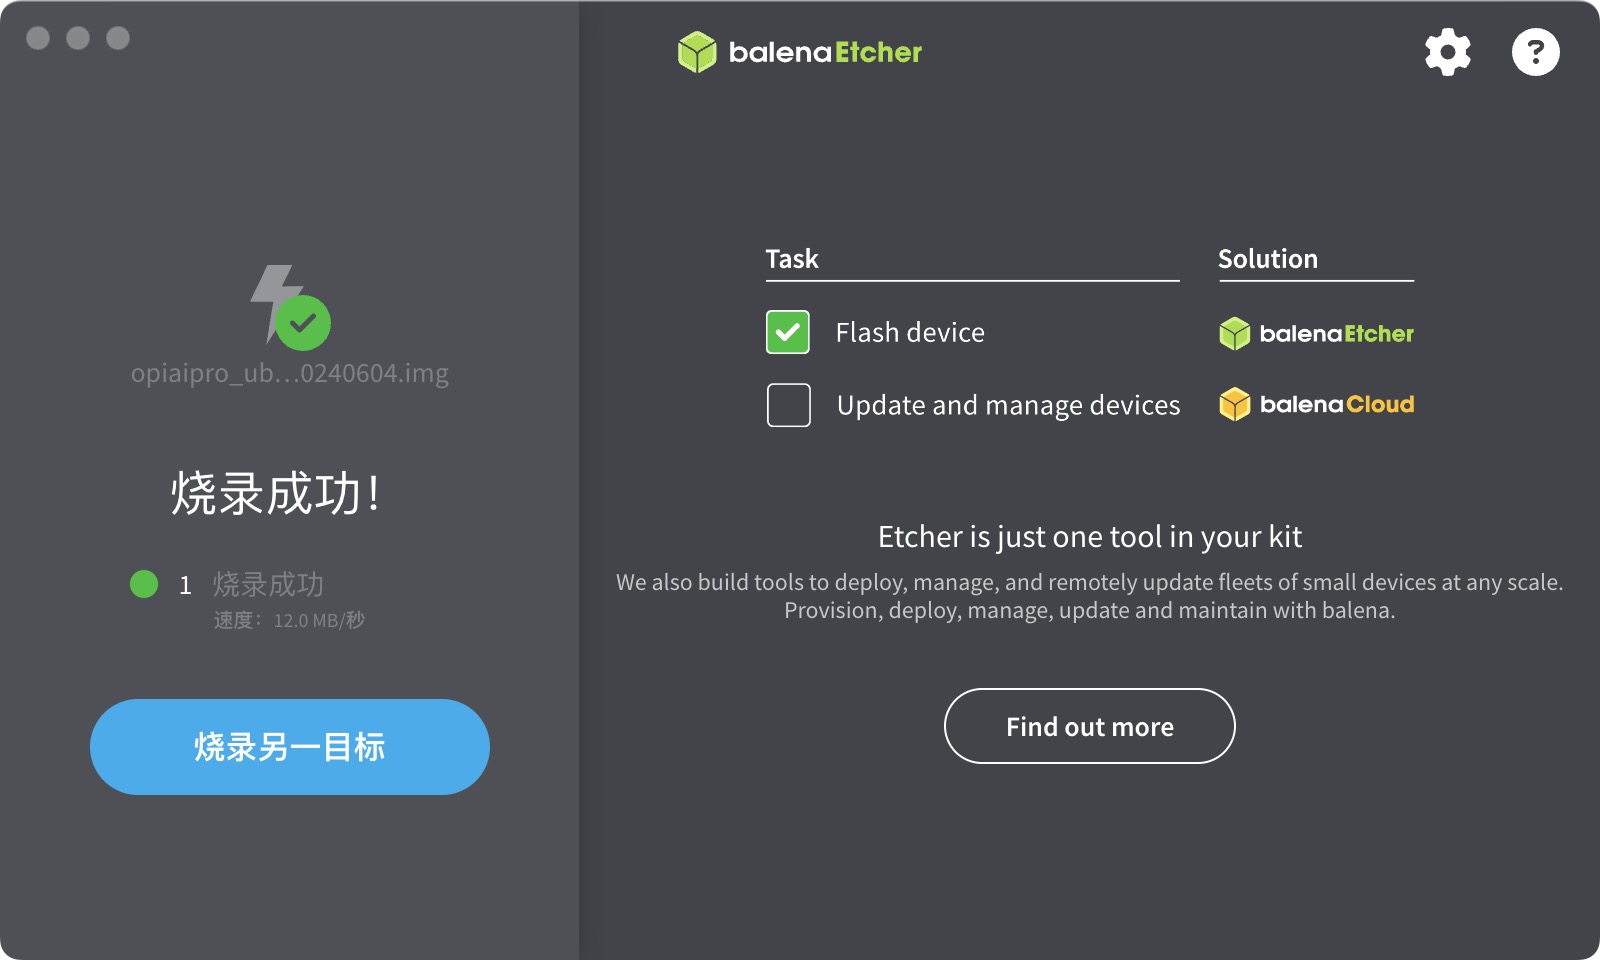 opiaipro_ub...0240604.img
烧录成功!
1 烧录成功
速度: 12.0 MB/秒
烧录另一目标
balenaEtcher
?
Task Solution
Flash device balenaEtcher
Update and manage devices balenaCloud
Etcher is just one tool in your kit
We also build tools to deploy, manage, and remotely update fleets of small devices at any scale.
Provision, deploy, manage, update and maintain with balena.
Find out more